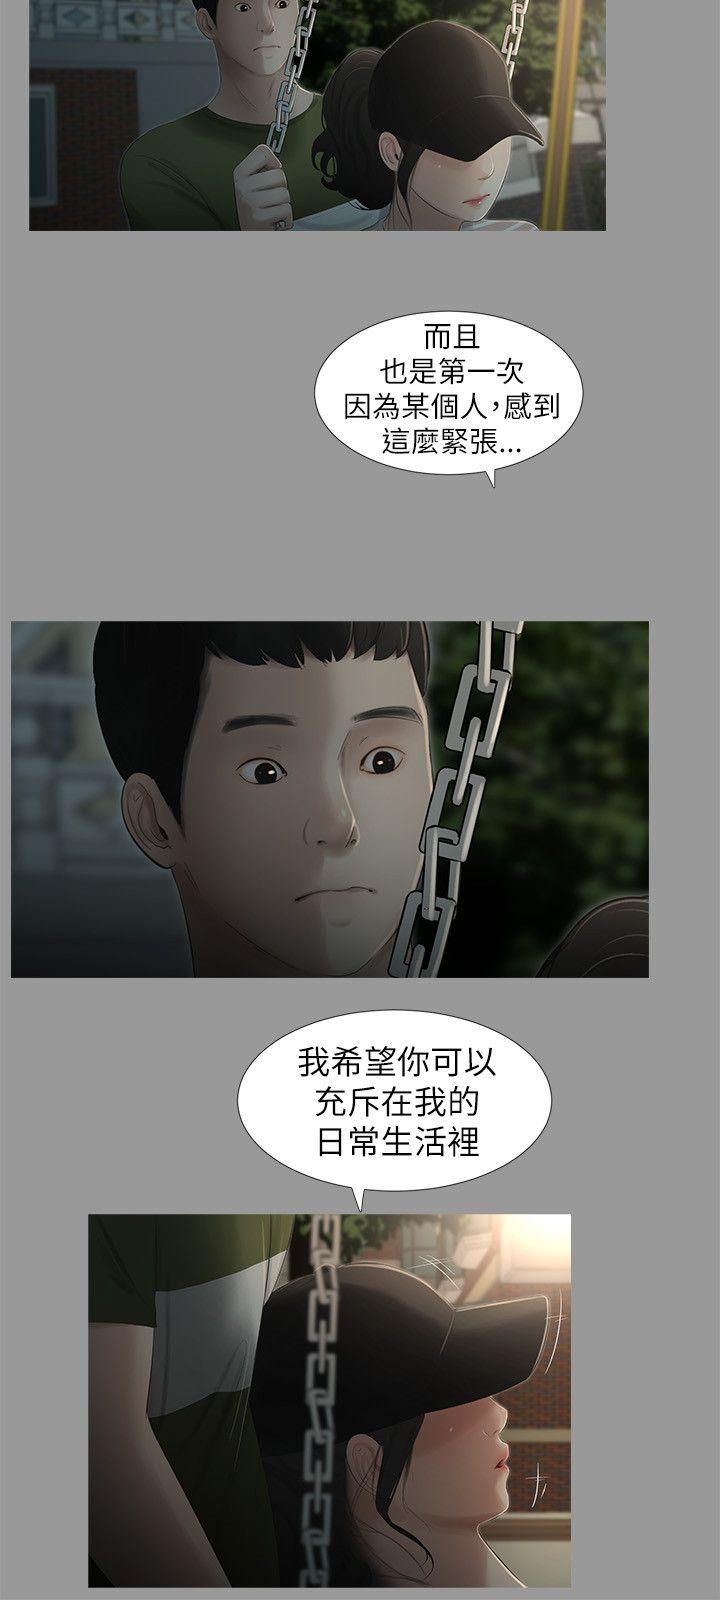 而且
也是第一次
因為某個人，感到
這麼緊張…
我希望你可以
充斥在我的
日常生活裡